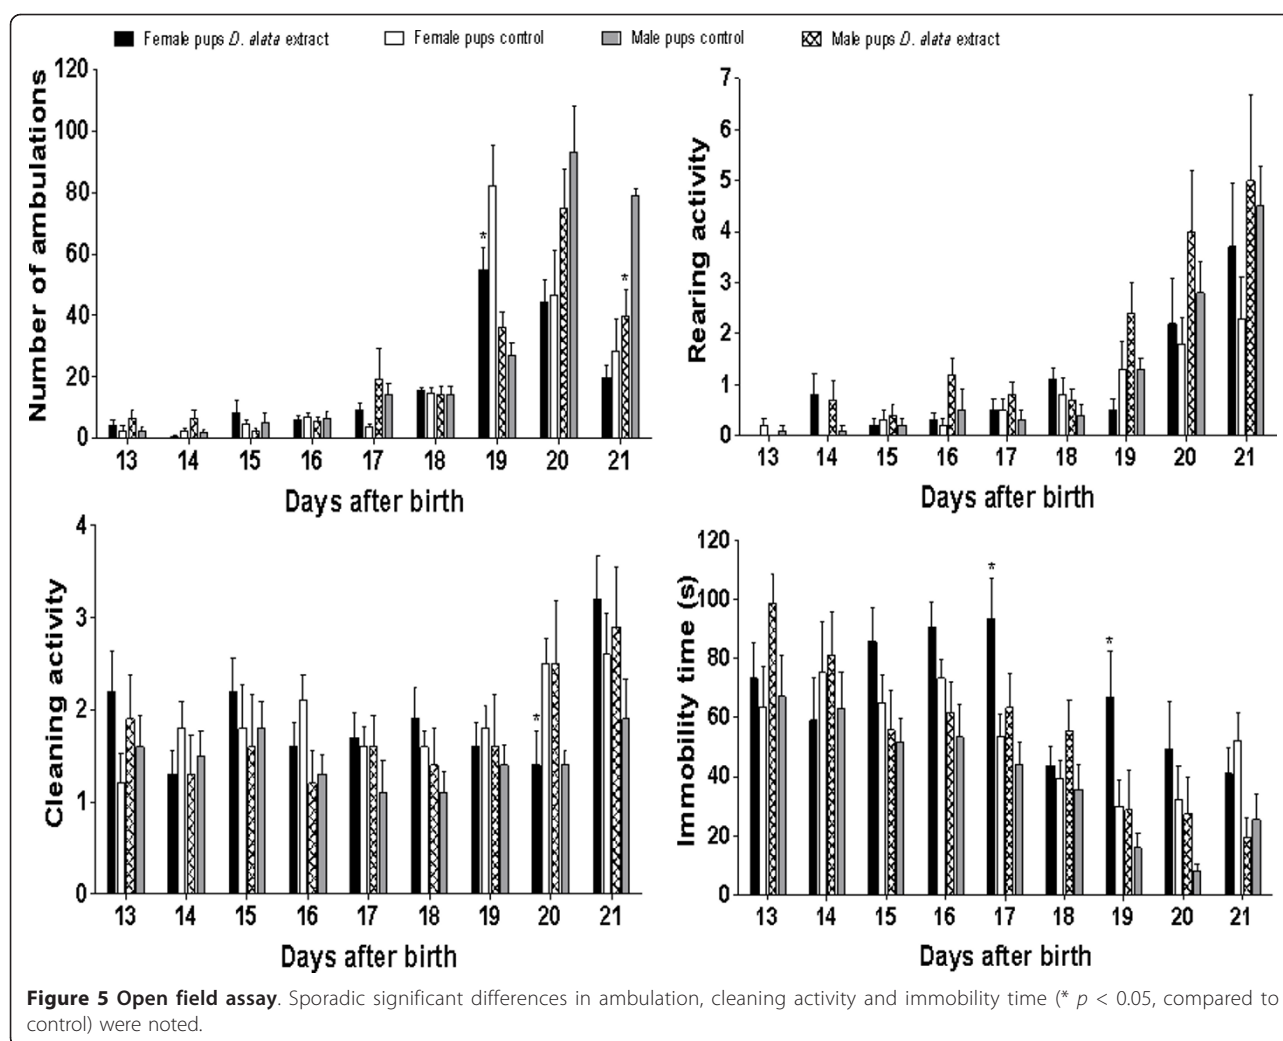 Female pups D. alata extract
Female pups control
Male pups control
Male pups D. alata extract
Number of ambulations
120
100
80
60
40
20
0
*
*
13 14 15 16 17 18 19 20 21
Days after birth
Rearing activity
7
6
5
4
3
2
1
0
13 14 15 16 17 18 19 20 21
Days after birth
Cleaning activity
4
3
2
1
0
*
13 14 15 16 17 18 19 20 21
Days after birth
Immobility time (s)
120
100
80
60
40
20
0
*
*
13 14 15 16 17 18 19 20 21
Days after birth
Figure 5 Open field assay. Sporadic significant differences in ambulation, cleaning activity and immobility time (* p < 0.05, compared to
control) were noted.